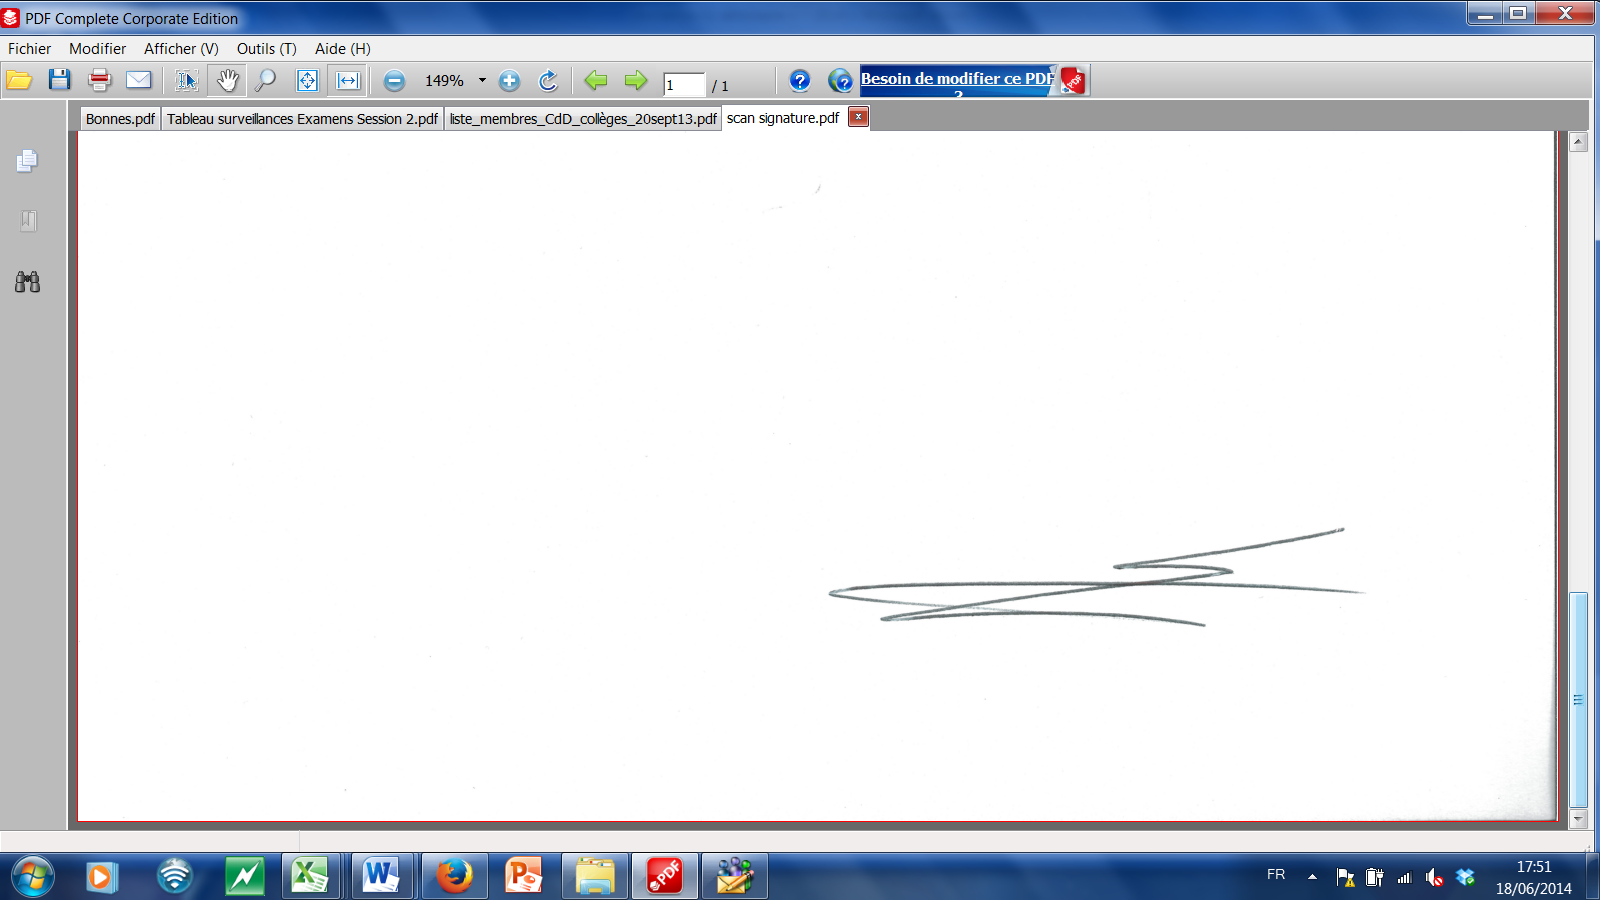 PDF Complete Corporate Edition
Fichier Modifier Afficher (V) Outils (T) Aide (H)
149% 1 / 1 Besoin de modifier ce PDF ?
Bonnes.pdf Tableau surveillances Examens Session 2.pdf liste_membres_CdD_collèges_20sept13.pdf scan signature.pdf
FR 17:51
18/06/2014